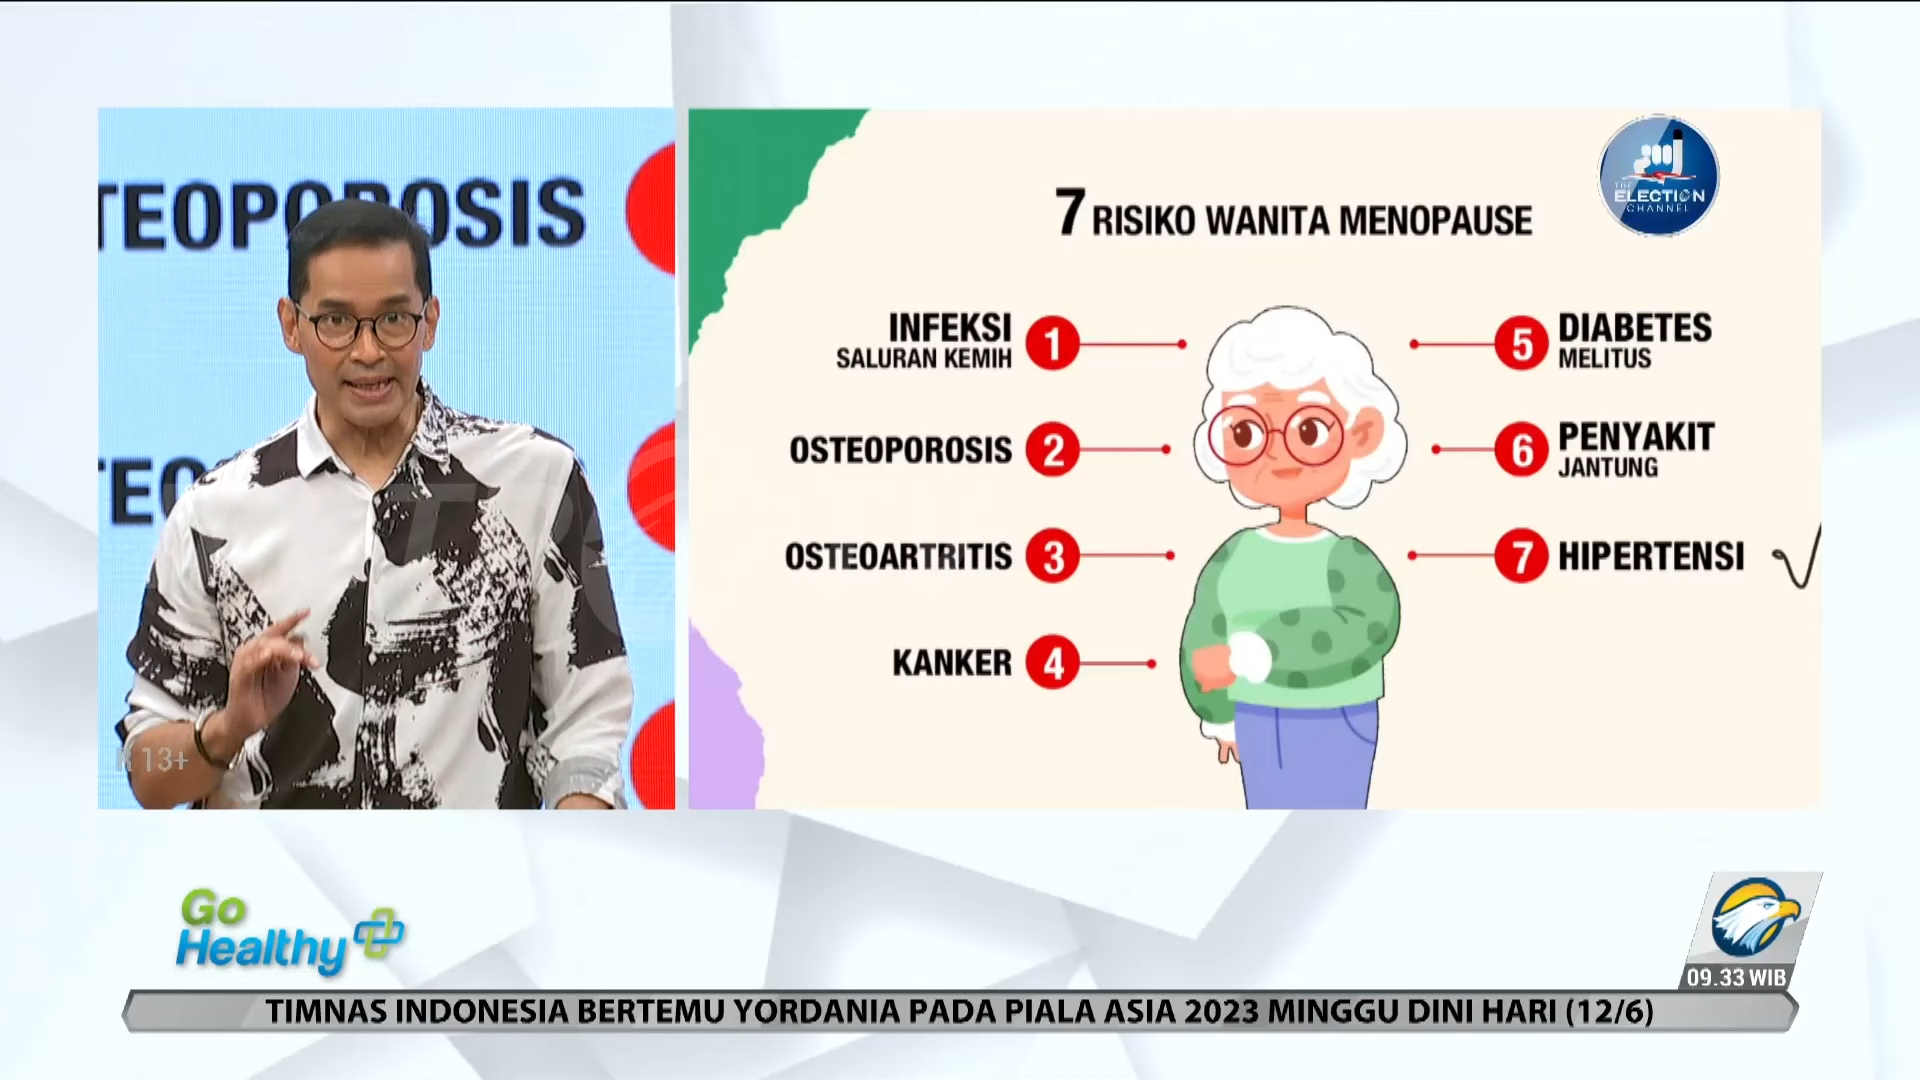 TEOPOROSIS
TEO
R 13+
7 RISIKO WANITA MENOPAUSE
THE
ELECTION
CHANNEL
INFEKSI
SALURAN KEMIH
1
OSTEOPOROSIS
2
OSTEOARTRITIS
3
KANKER
4
5
DIABETES
MELITUS
6
PENYAKIT
JANTUNG
7
HIPERTENSI
Go
Healthy
09.33 WIB
TIMNAS INDONESIA BERTEMU YORDANIA PADA PIALA ASIA 2023 MINGGU DINI HARI (12/6)